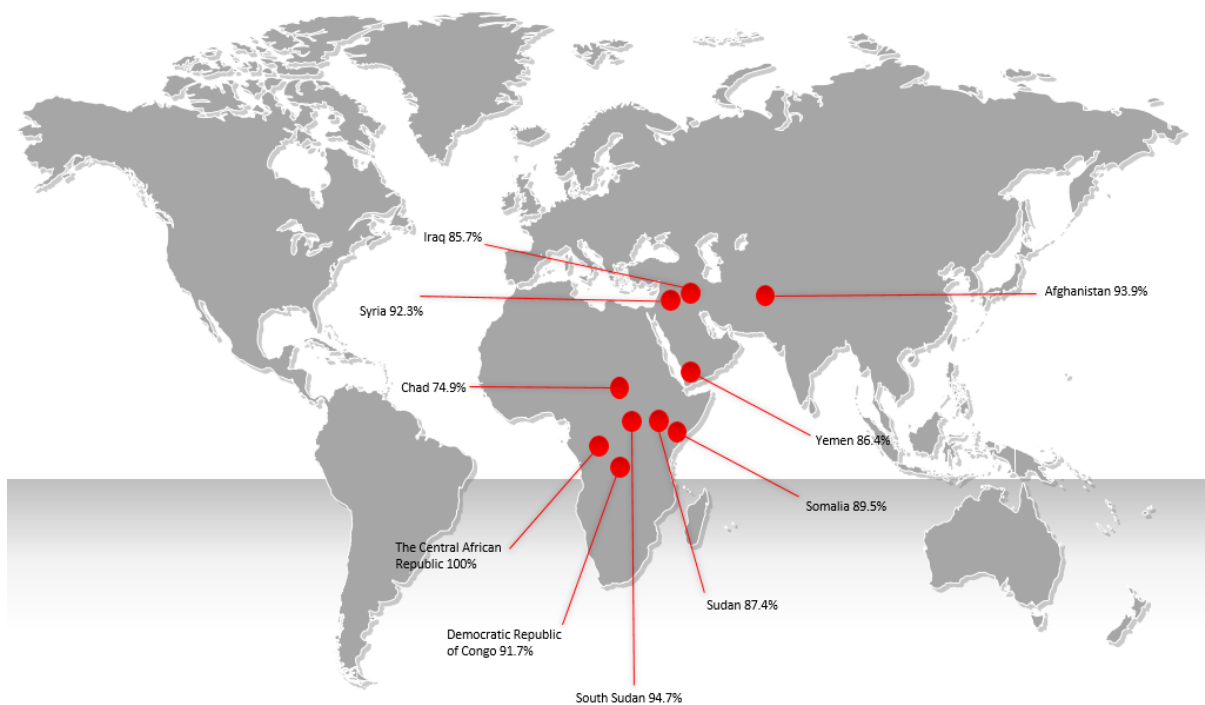 Iraq 85.7%
Afghanistan 93.9%
Syria 92.3%
Chad 74.9%
Yemen 86.4%
Somalia 89.5%
The Central African
Republic 100%
Sudan 87.4%
Democratic Republic
of Congo 91.7%
South Sudan 94.7%